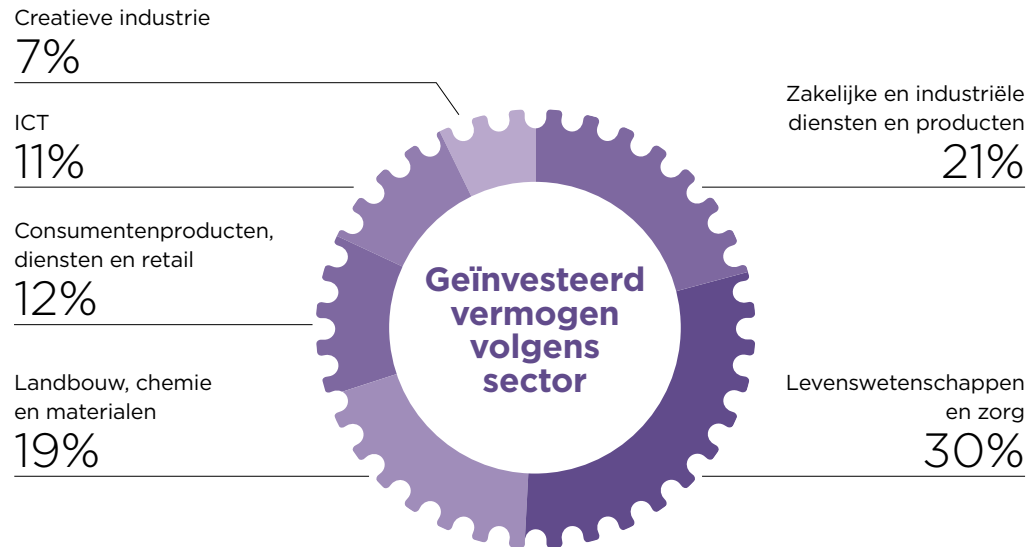 Creatieve industrie
7%
ICT
11%
Consumentenproducten,
diensten en retail
12%
Landbouw, chemie
en materialen
19%
Geïnvesteerd
vermogen
volgens
sector
Zakelijke en industriële
diensten en producten
21%
Levenswetenschappen
en zorg
30%